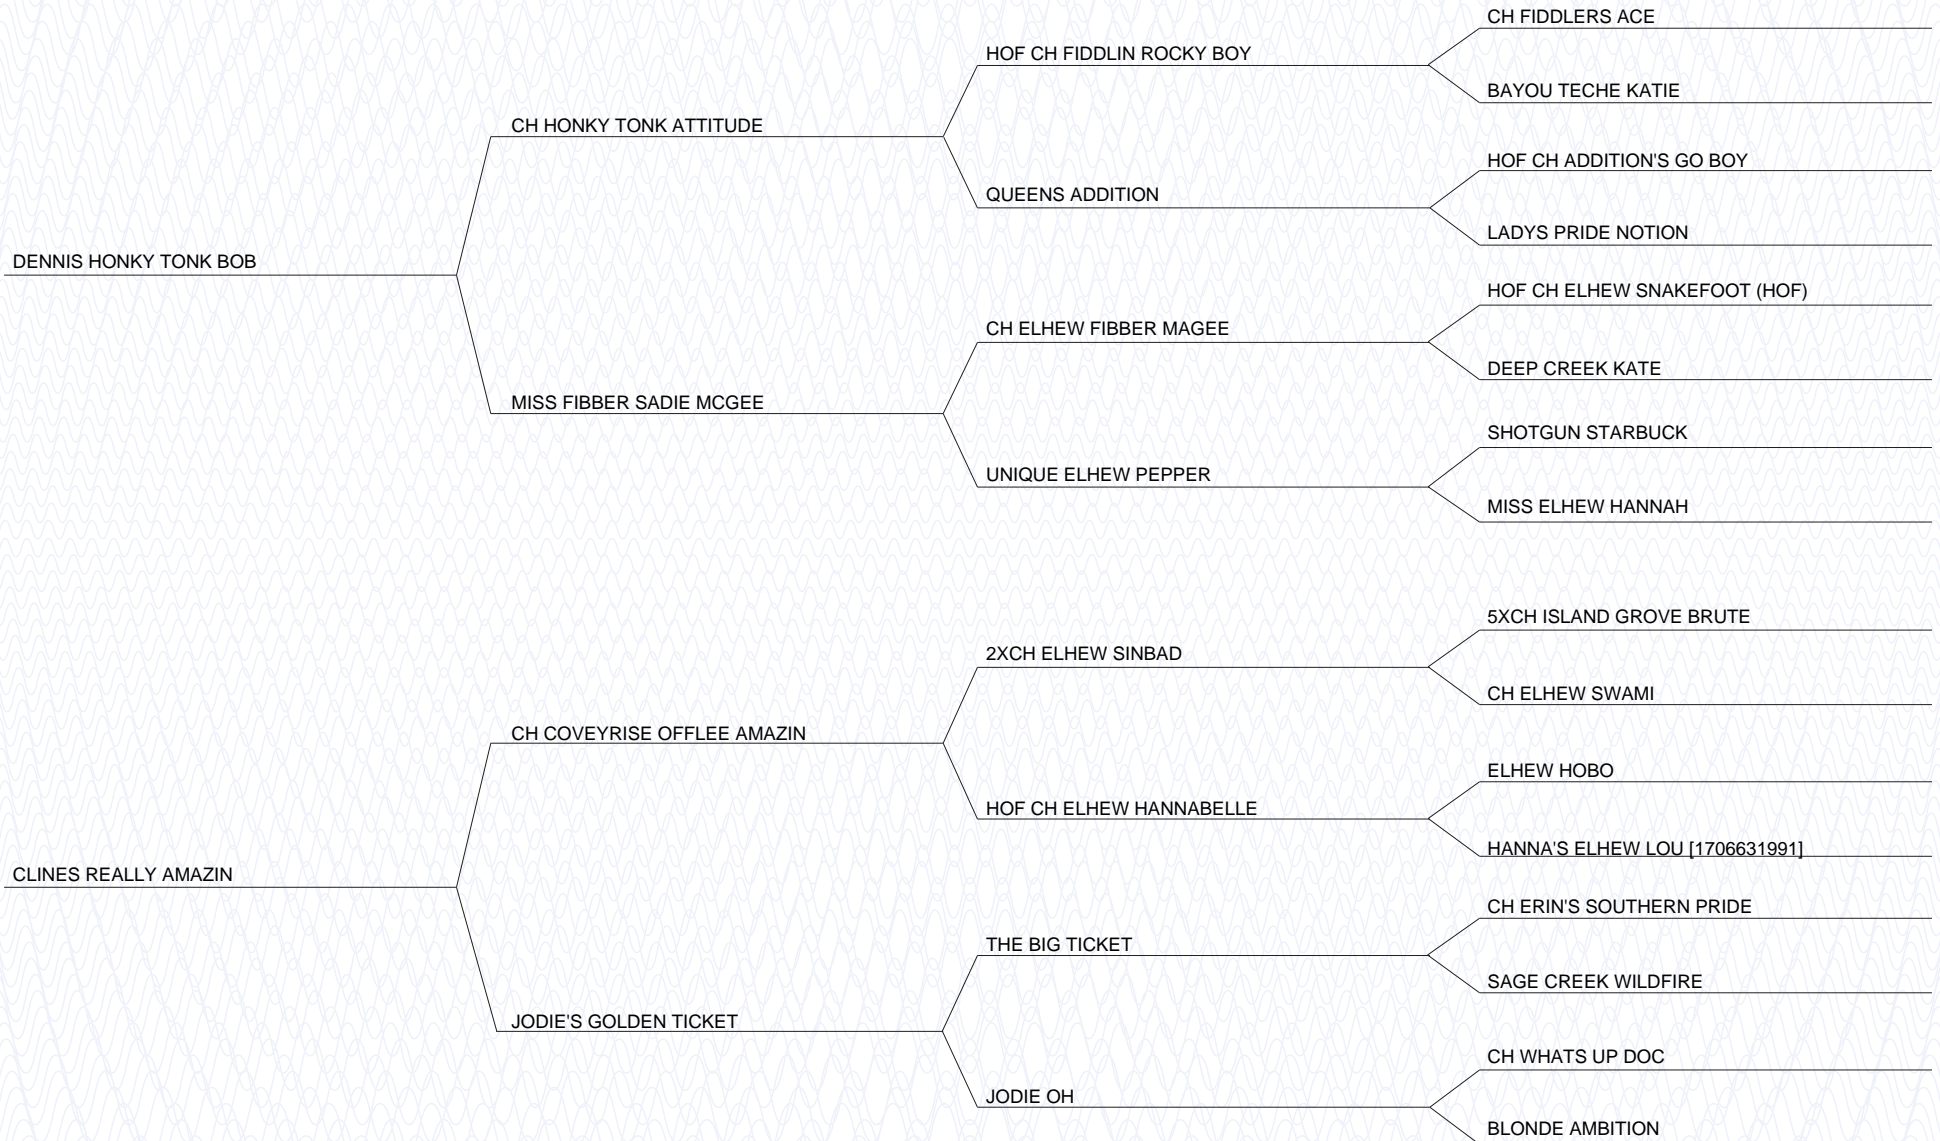 CH FIDDLERS ACE
HOF CH FIDDLIN ROCKY BOY
BAYOU TECHE KATIE
CH HONKY TONK ATTITUDE
HOF CH ADDITION'S GO BOY
QUEENS ADDITION
LADYS PRIDE NOTION
DENNIS HONKY TONK BOB
HOF CH ELHEW SNAKEFOOT (HOF)
CH ELHEW FIBBER MAGEE
DEEP CREEK KATE
MISS FIBBER SADIE MCGEE
SHOTGUN STARBUCK
UNIQUE ELHEW PEPPER
MISS ELHEW HANNAH
5XCH ISLAND GROVE BRUTE
2XCH ELHEW SINBAD
CH ELHEW SWAMI
CH COVEYRISE OFFLEE AMAZIN
ELHEW HOBO
HOF CH ELHEW HANNABELLE
HANNA'S ELHEW LOU [1706631991]
CLINES REALLY AMAZIN
CH ERIN'S SOUTHERN PRIDE
THE BIG TICKET
SAGE CREEK WILDFIRE
JODIE'S GOLDEN TICKET
CH WHATS UP DOC
JODIE OH
BLONDE AMBITION